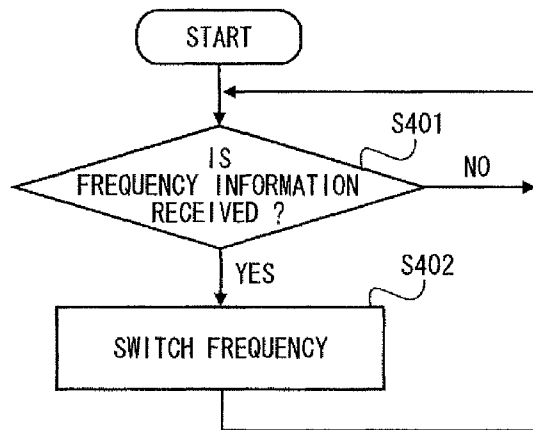 START
S401
IS
FREQUENCY INFORMATION
RECEIVED ?
NO
YES
S402
SWITCH FREQUENCY